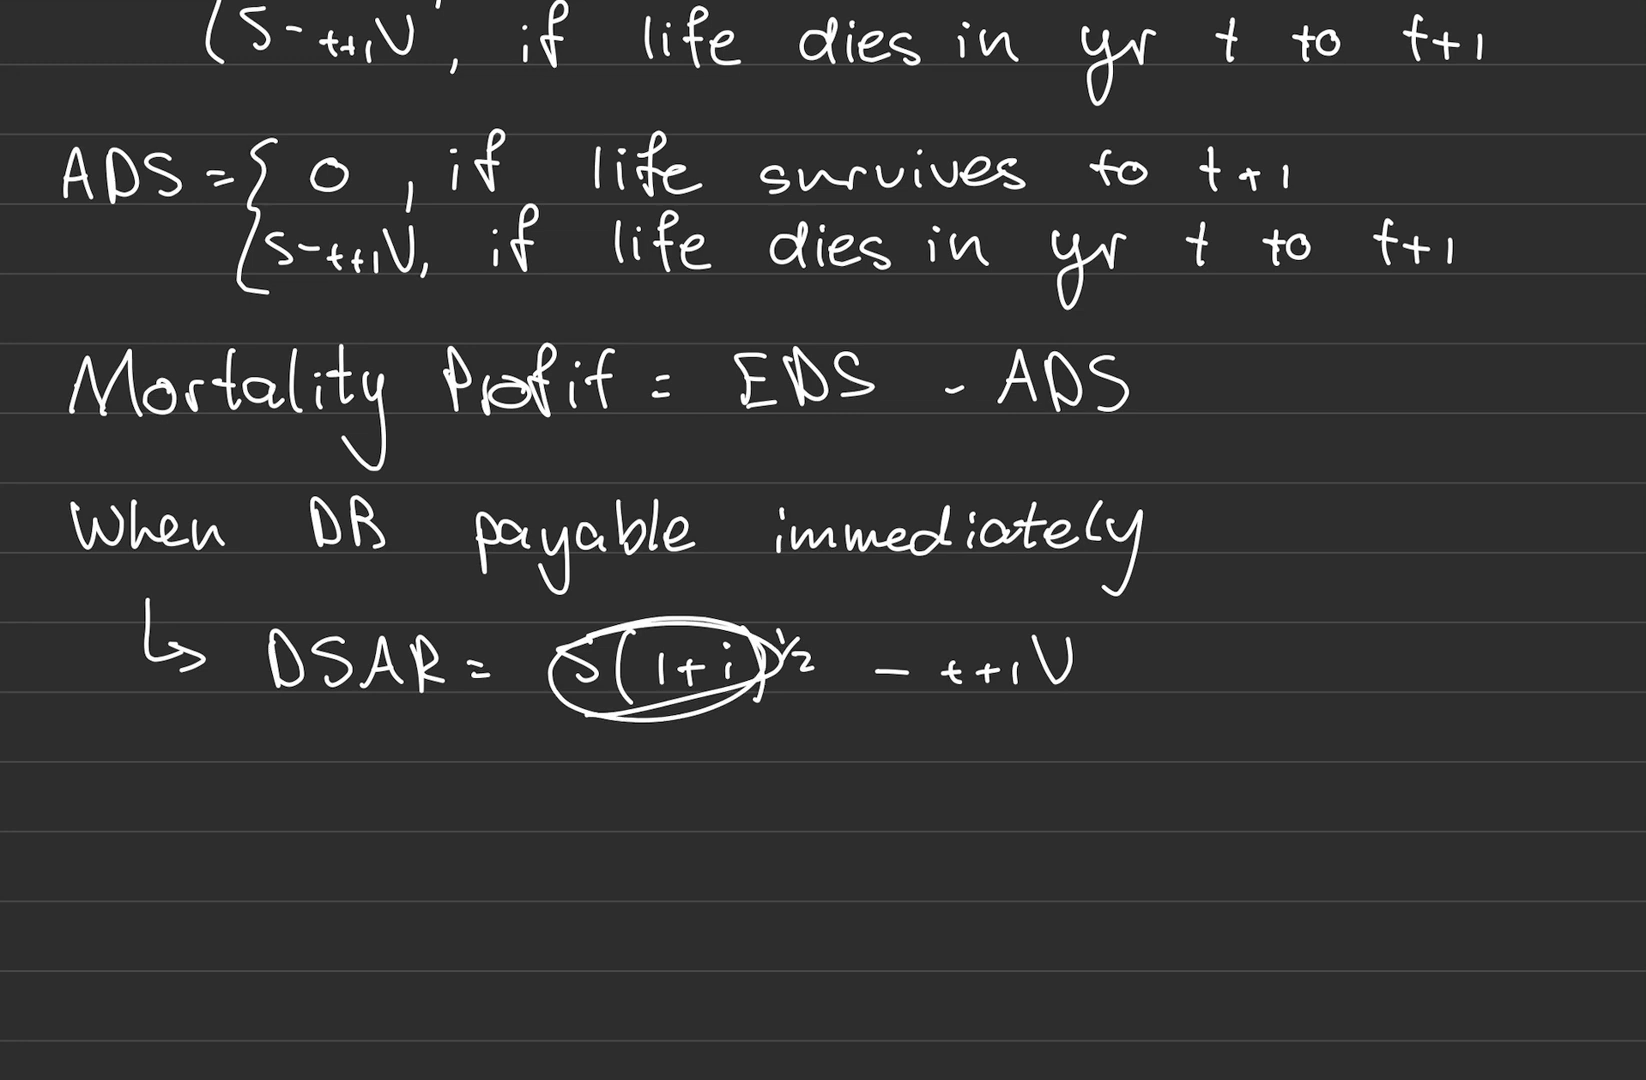 {S - t+1V, if life dies in yr t to t+1
ADS = { 0, if life survives to t+1
{S - t+1V, if life dies in yr t to t+1
Mortality Profit = EDS - ADS
When DB payable immediately
↳ DSAR = S(1+i)^½ - t+1V